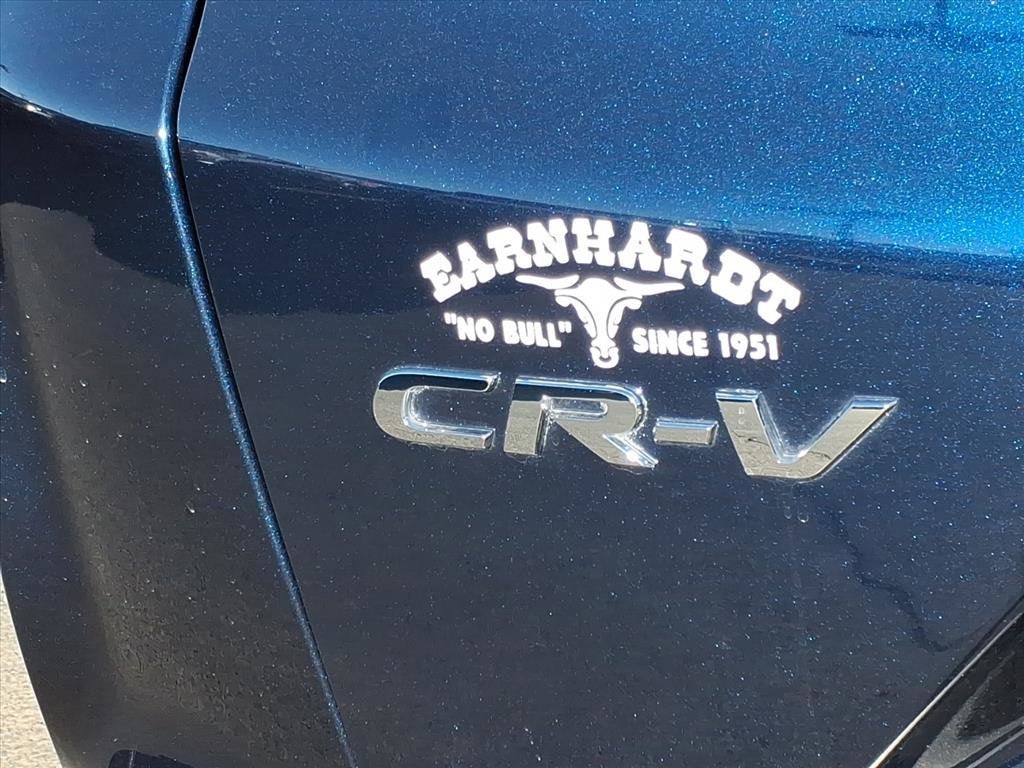 EARNHARDT
"NO BULL" SINCE 1951
CR-V